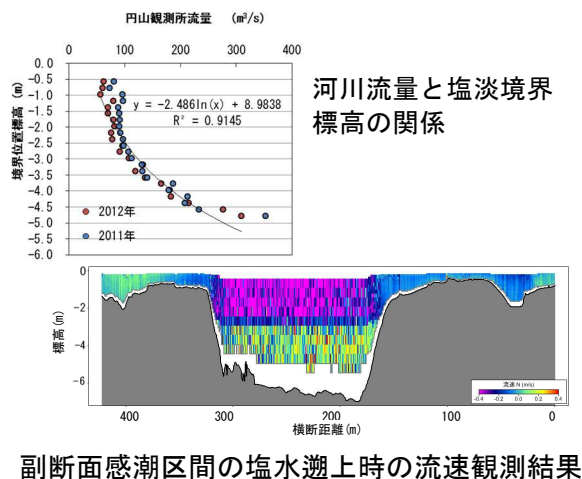 円山観測所流量 (m³/s)
0 100 200 300 400
0.0
-0.5
-1.0
-1.5
-2.0
-2.5
-3.0
-3.5
-4.0
-4.5
-5.0
-5.5
-6.0
境界位置標高 (m)
y = -2.486ln(x) + 8.9838
R² = 0.9145
2012年
2011年
河川流量と塩淡境界
標高の関係
0
-2
-4
-6
標高(m)
流速 N (m/s)
-0.4 -0.2 0.0 0.2 0.4
400 300 200 100 0
横断距離(m)
副断面感潮区間の塩水遡上時の流速観測結果